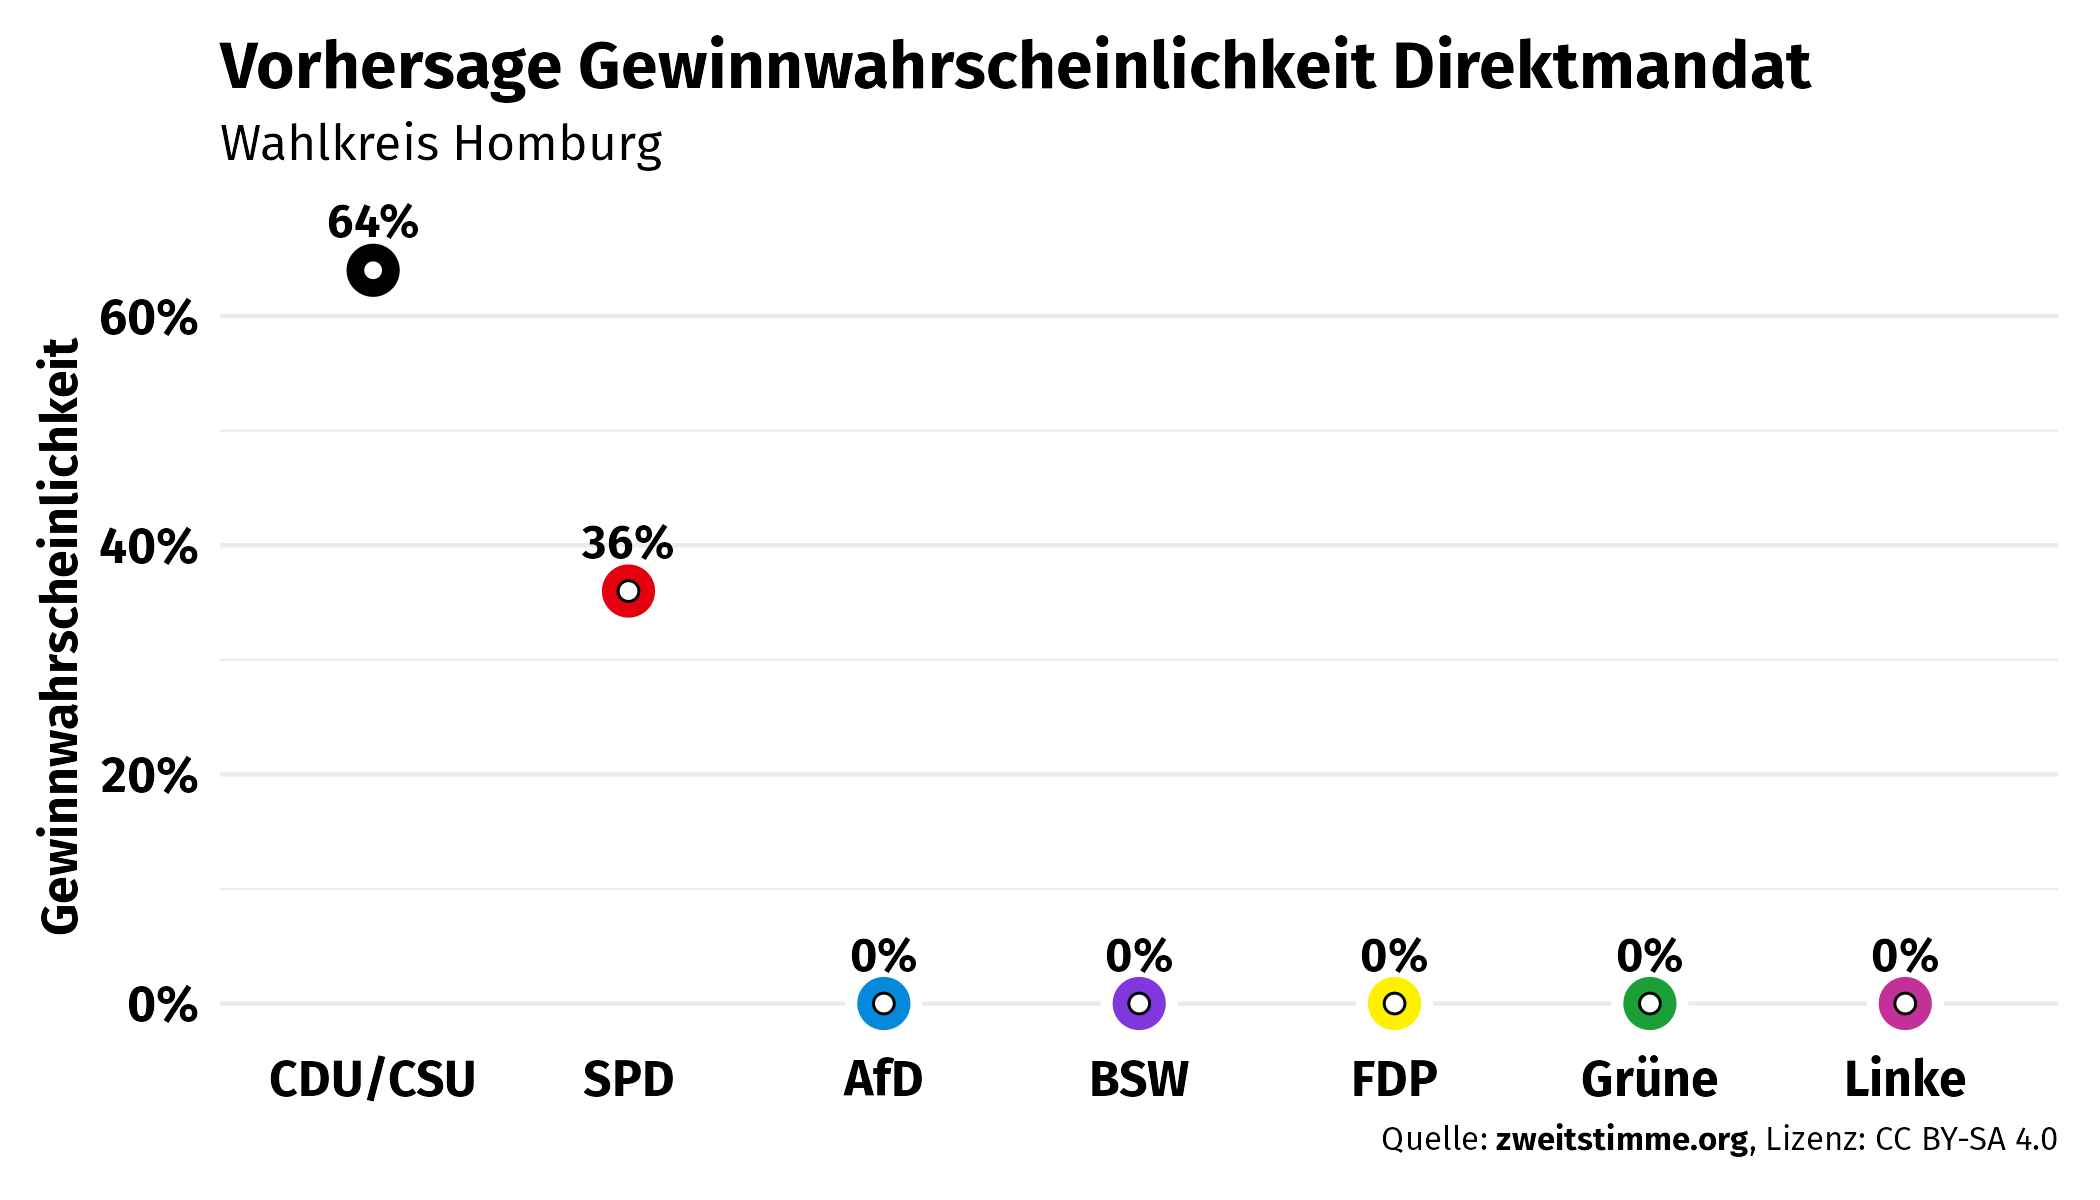 Vorhersage Gewinnwahrscheinlichkeit Direktmandat
Wahlkreis Homburg
Gewinnwahrscheinlichkeit
60%
40%
20%
0%
64%
36%
0%
0%
0%
0%
0%
CDU/CSU
SPD
AfD
BSW
FDP
Grüne
Linke
Quelle: zweitstimme.org, Lizenz: CC BY-SA 4.0